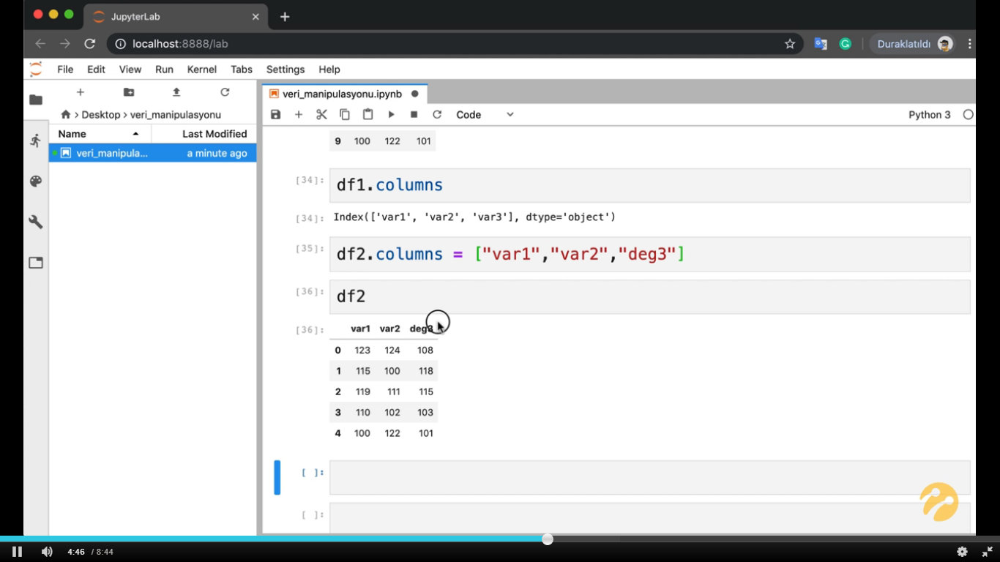 JupyterLab
localhost:8888/lab
Duraklatıldı
File Edit View Run Kernel Tabs Settings Help
veri_manipulasyonu.ipynb
Desktop > veri_manipulasyonu
Code
Python 3
Name Last Modified
veri_manipula... a minute ago
9 100 122 101
[34]: df1.columns
[34]: Index(['var1', 'var2', 'var3'], dtype='object')
[35]: df2.columns = ["var1","var2","deg3"]
[36]: df2
[36]: var1 var2 deg3
0 123 124 108
1 115 100 118
2 119 111 115
3 110 102 103
4 100 122 101
[ ]:
[ ]:
4:46 / 8:44